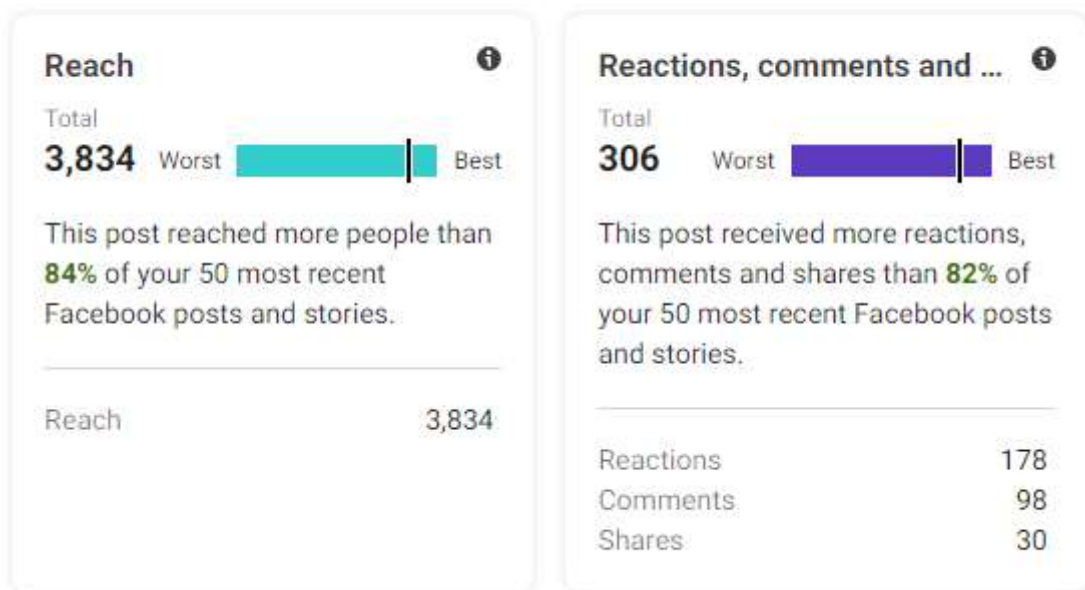 Reach
Total
3,834 Worst Best
This post reached more people than
84% of your 50 most recent
Facebook posts and stories.
Reach 3,834
Reactions, comments and ...
Total
306 Worst Best
This post received more reactions,
comments and shares than 82% of
your 50 most recent Facebook posts
and stories.
Reactions 178
Comments 98
Shares 30